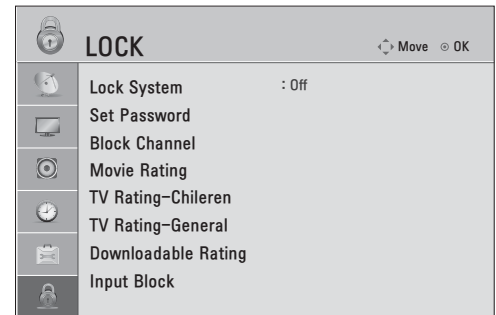 LOCK
Move OK
Lock System : Off
Set Password
Block Channel
Movie Rating
TV Rating-Chileren
TV Rating-General
Downloadable Rating
Input Block